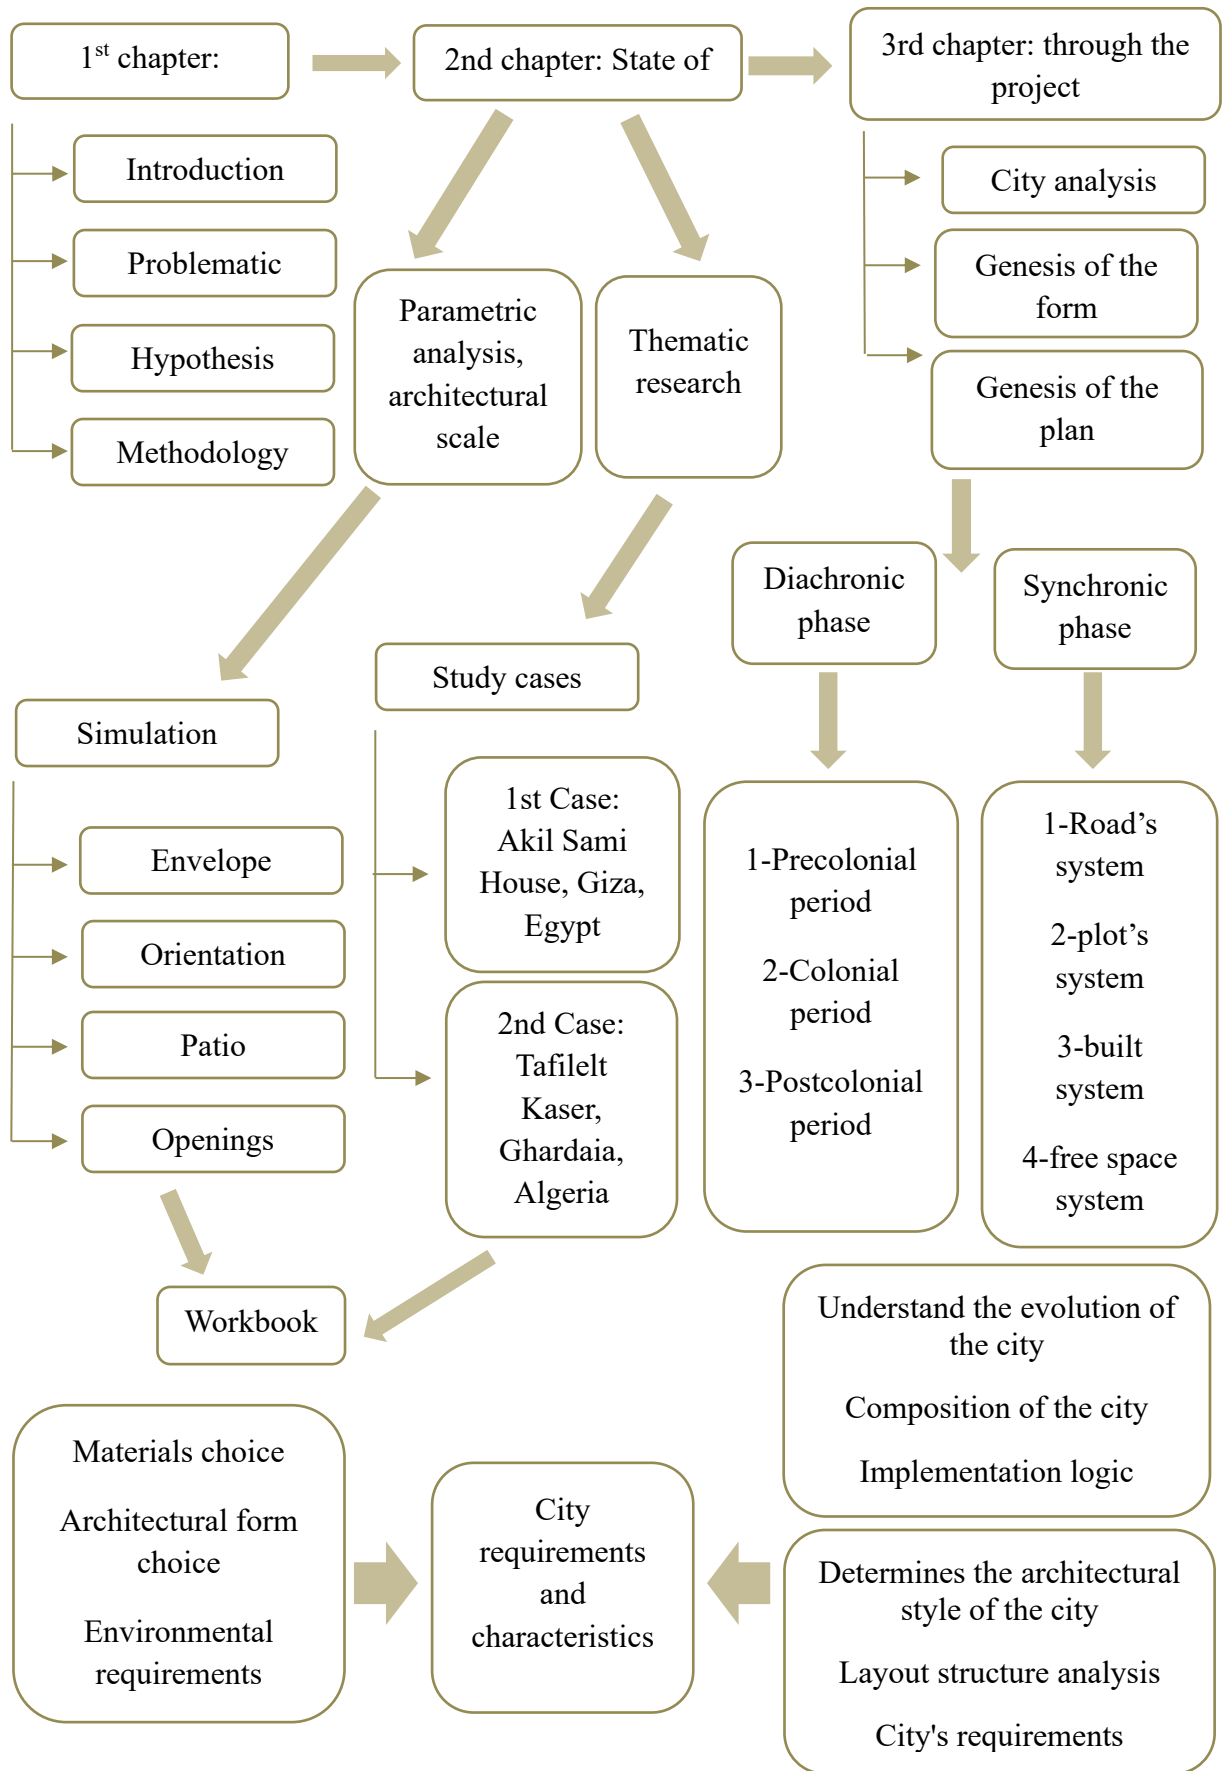 1st chapter:
2nd chapter: State of
3rd chapter: through the
project
Introduction
Problematic
Hypothesis
Methodology
Parametric
analysis,
architectural
scale
Thematic
research
City analysis
Genesis of the
form
Genesis of the
plan
Diachronic
phase
Synchronic
phase
Simulation
Study cases
Envelope
Orientation
Patio
Openings
1st Case:
Akil Sami
House, Giza,
Egypt
2nd Case:
Tafilelt
Kaser,
Ghardaia,
Algeria
1-Precolonial
period
2-Colonial
period
3-Postcolonial
period
1-Road’s
system
2-plot’s
system
3-built
system
4-free space
system
Workbook
Understand the evolution of
the city
Composition of the city
Implementation logic
Materials choice
Architectural form
choice
Environmental
requirements
City
requirements
and
characteristics
Determines the architectural
style of the city
Layout structure analysis
City's requirements